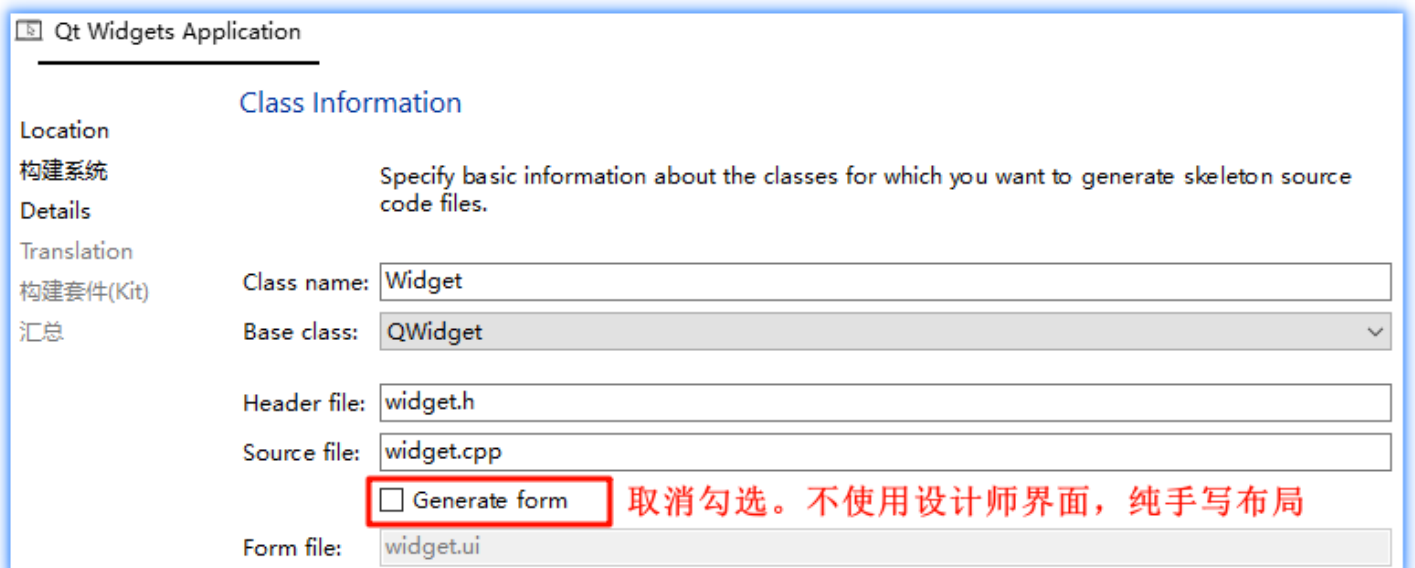 Qt Widgets Application
Class Information
Location
构建系统
Details
Translation
构建套件(Kit)
汇总
Specify basic information about the classes for which you want to generate skeleton source
code files.
Class name: Widget
Base class: QWidget
Header file: widget.h
Source file: widget.cpp
Generate form 取消勾选。不使用设计师界面，纯手写布局
Form file: widget.ui